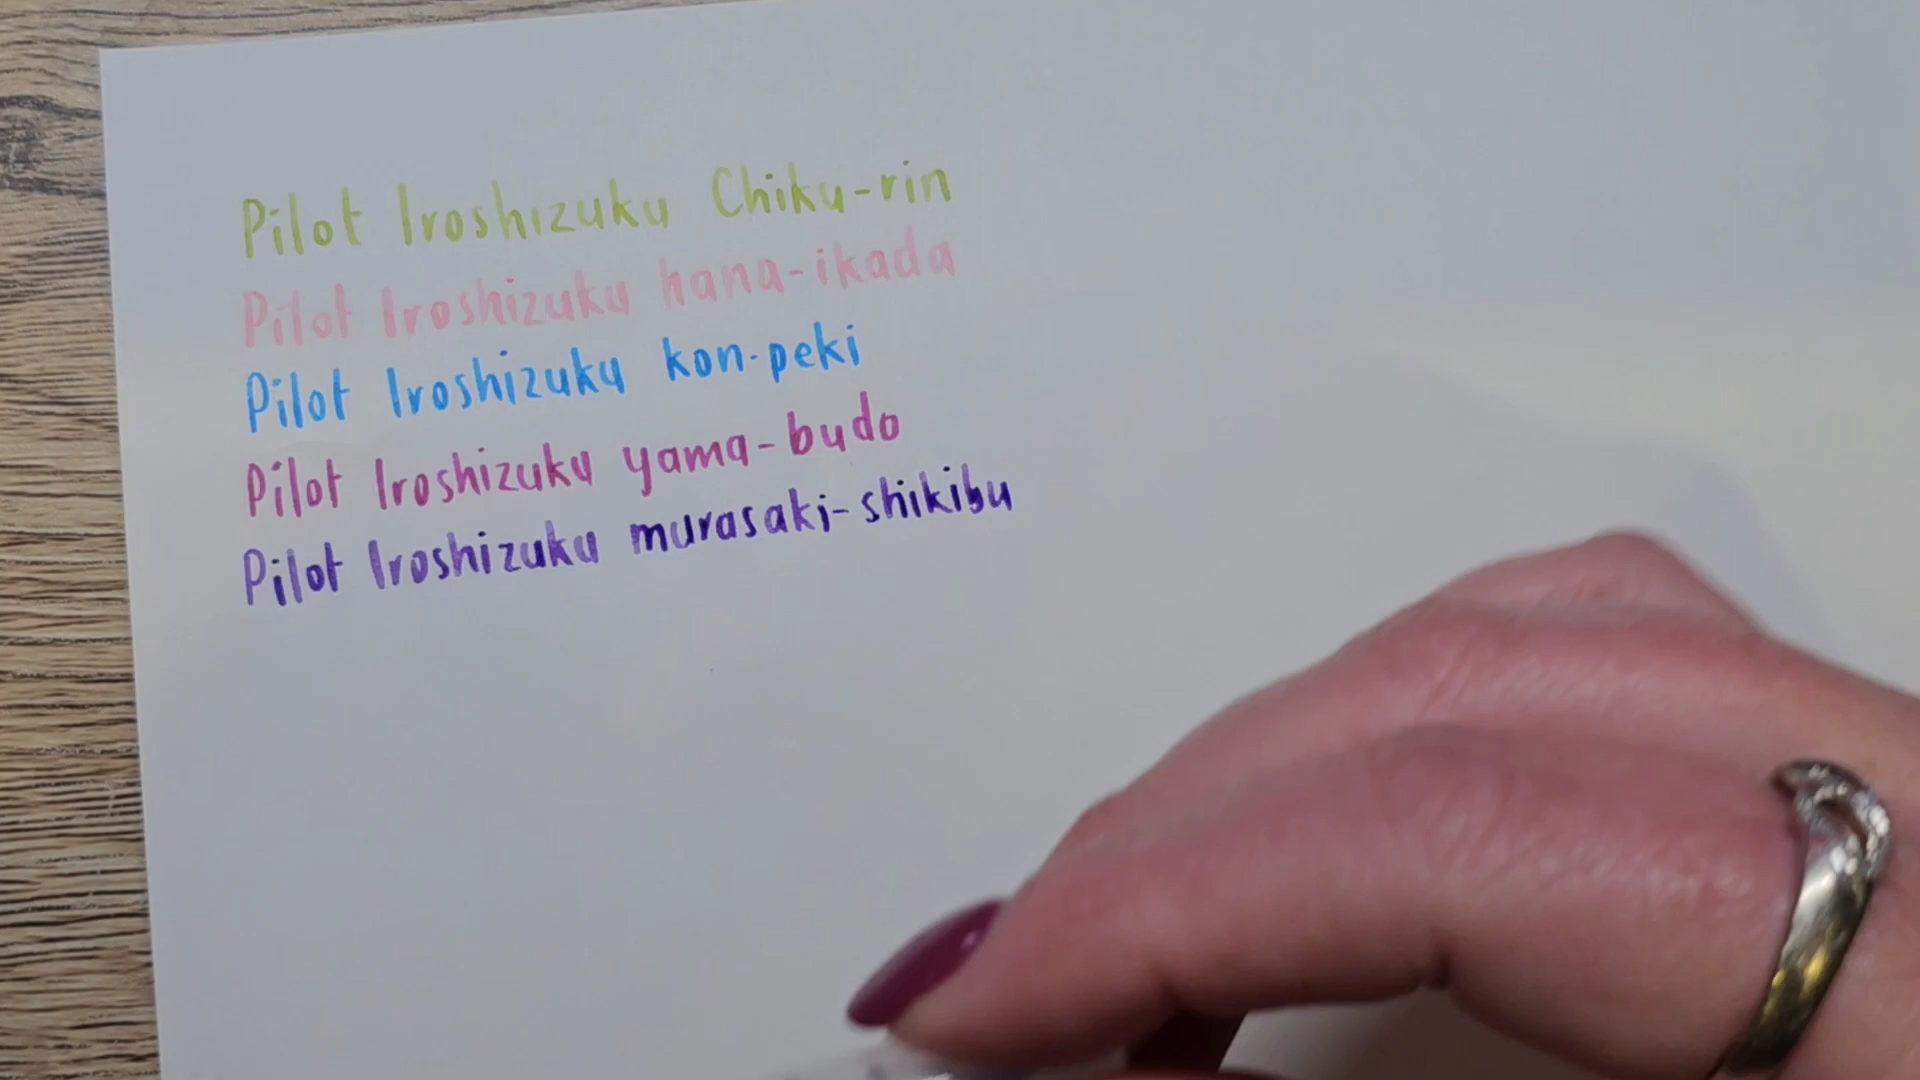 Pilot Iroshizuku Chiku-rin
Pilot Iroshizuku hana-ikada
Pilot Iroshizuku kon-peki
Pilot Iroshizuku yama-budo
Pilot Iroshizuku murasaki-shikibu